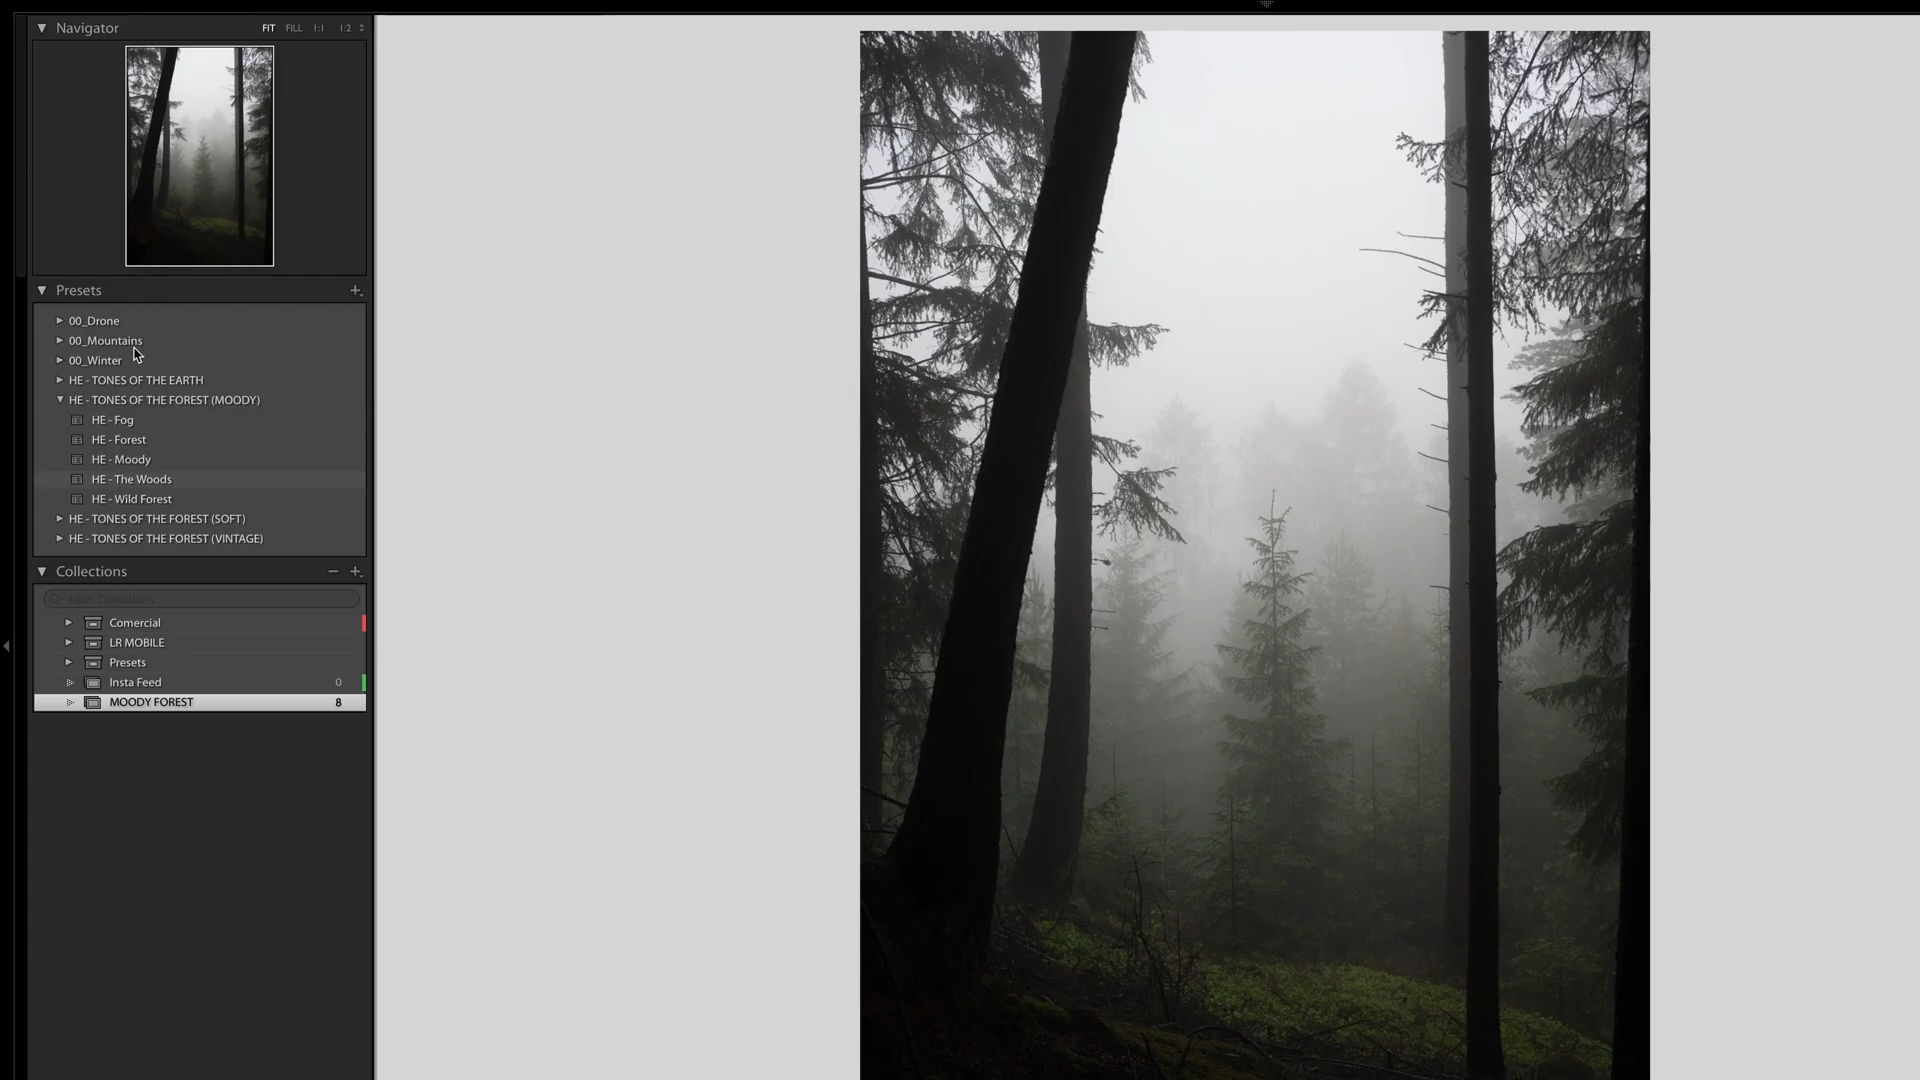 Navigator
FIT FILL 1:1 1:2
Presets
00_Drone
00_Mountains
00_Winter
HE - TONES OF THE EARTH
HE - TONES OF THE FOREST (MOODY)
HE - Fog
HE - Forest
HE - Moody
HE - The Woods
HE - Wild Forest
HE - TONES OF THE FOREST (SOFT)
HE - TONES OF THE FOREST (VINTAGE)
Collections
Filter Collections
Comercial
LR MOBILE
Presets
Insta Feed 0
MOODY FOREST 8